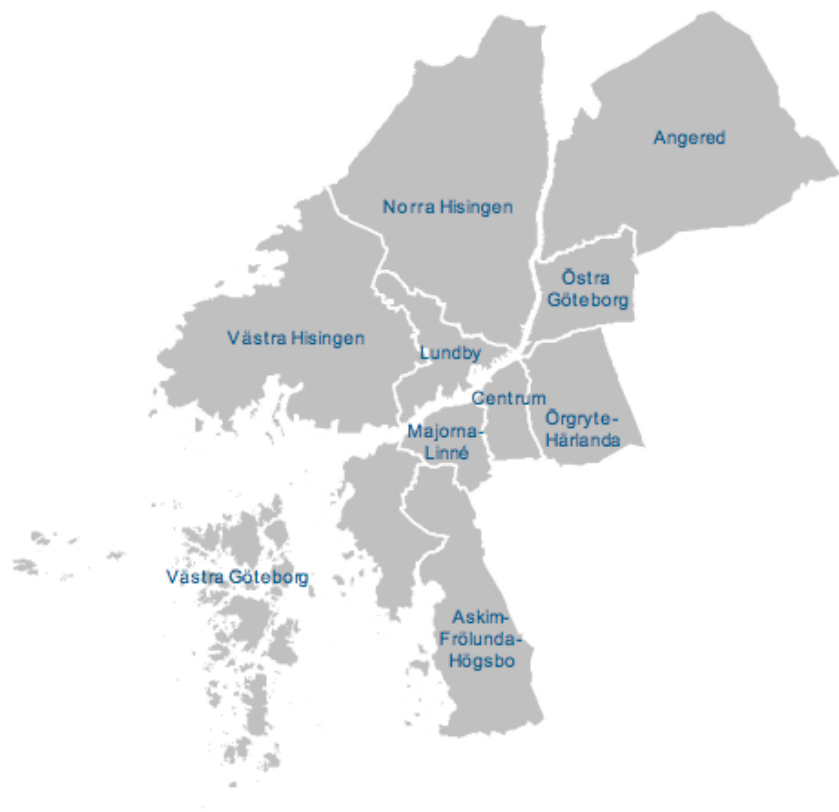 Angered
Norra Hisingen
Östra
Göteborg
Västra Hisingen
Lundby
Centrum
Örgryte-
Härlanda
Majorna-
Linné
Västra Göteborg
Askim-
Frölunda-
Högsbo